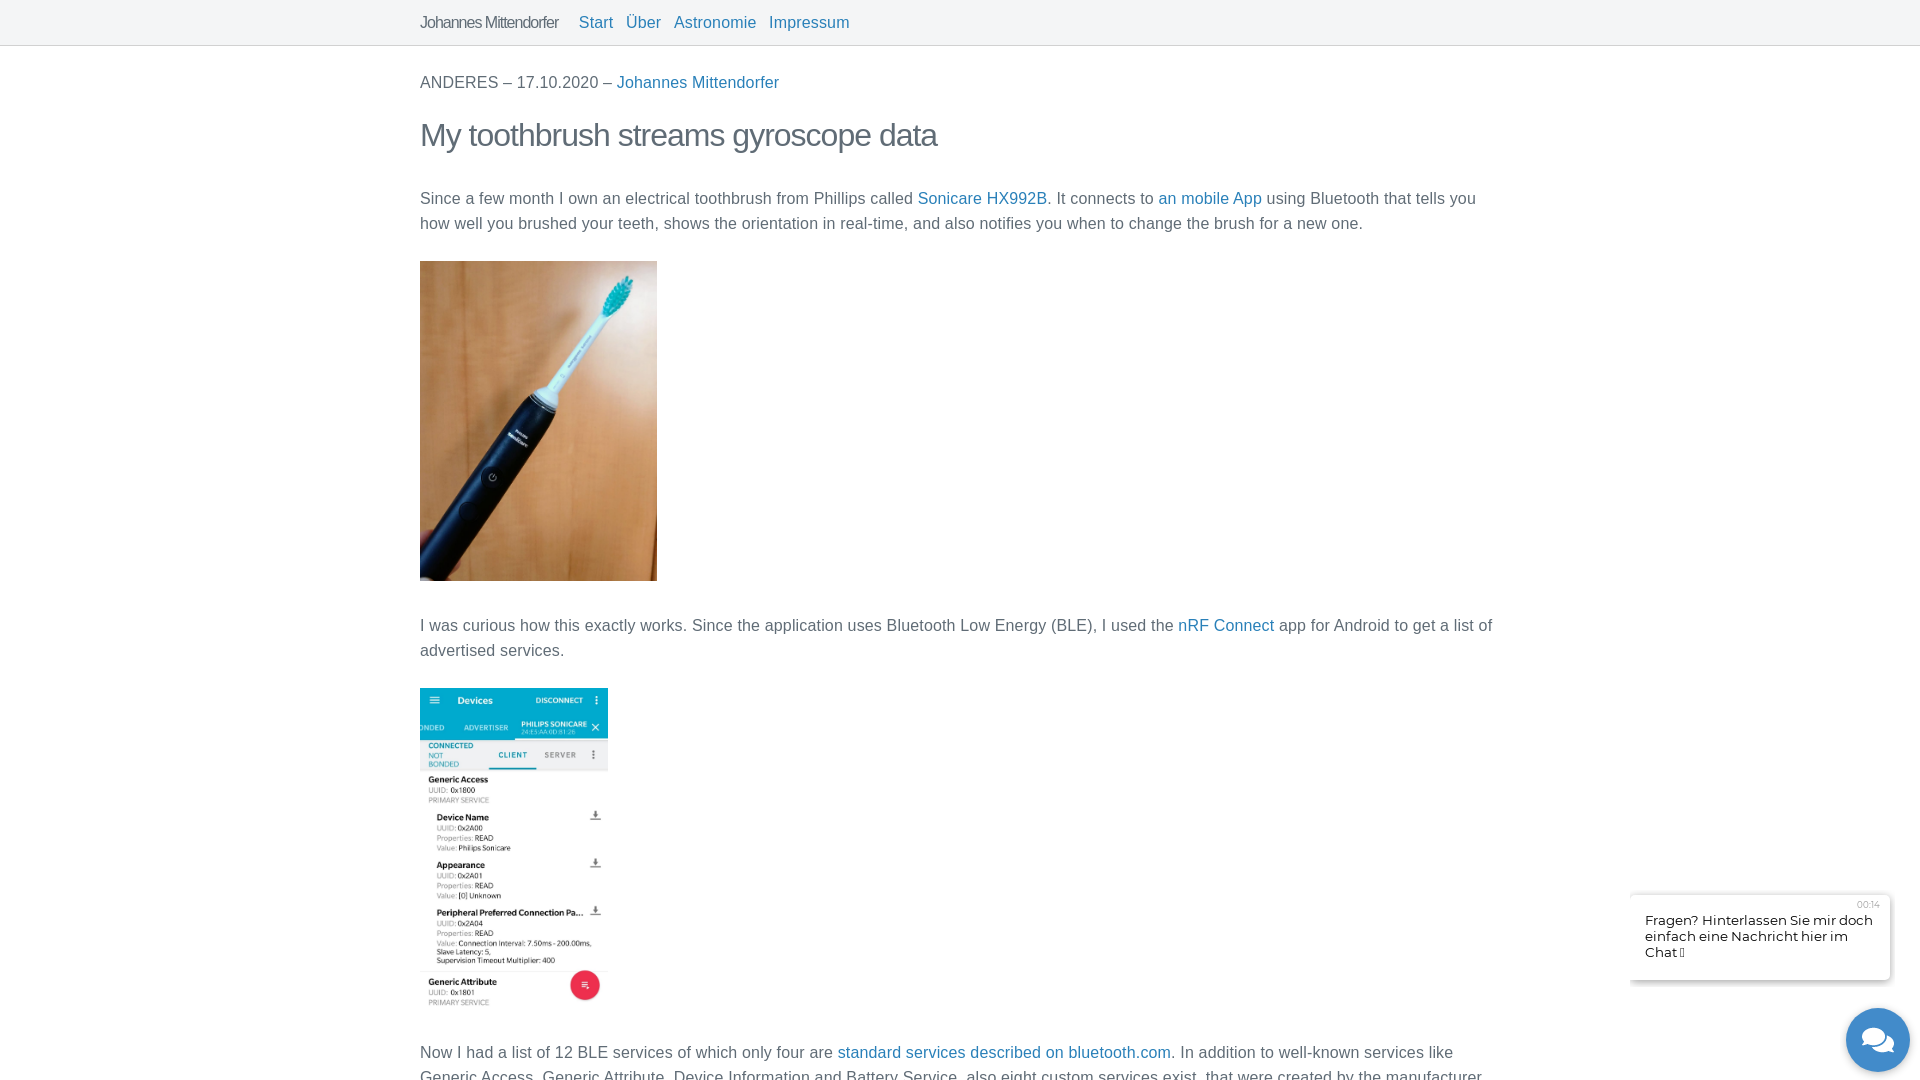 Johannes Mittendorfer Start Über Astronomie Impressum
ANDERES – 17.10.2020 – Johannes Mittendorfer
My toothbrush streams gyroscope data
Since a few month I own an electrical toothbrush from Phillips called Sonicare HX992B. It connects to an mobile App using Bluetooth that tells you
how well you brushed your teeth, shows the orientation in real-time, and also notifies you when to change the brush for a new one.
PHILIPS
sonicare
I was curious how this exactly works. Since the application uses Bluetooth Low Energy (BLE), I used the nRF Connect app for Android to get a list of
advertised services.
Devices DISCONNECT
ONDED ADVERTISER PHILIPS SONICARE
24:E5:AA:0D:81:26
CONNECTED
NOT
BONDED
CLIENT SERVER
Generic Access
UUID: 0x1800
PRIMARY SERVICE
Device Name
UUID: 0x2A00
Properties: READ
Value: Philips Sonicare
Appearance
UUID: 0x2A01
Properties: READ
Value: [0] Unknown
Peripheral Preferred Connection Pa...
UUID: 0x2A04
Properties: READ
Value: Connection Interval: 7.50ms - 200.00ms,
Slave Latency: 5,
Supervision Timeout Multiplier: 400
Generic Attribute
UUID: 0x1801
PRIMARY SERVICE
00:14
Fragen? Hinterlassen Sie mir doch
einfach eine Nachricht hier im
Chat
Now I had a list of 12 BLE services of which only four are standard services described on bluetooth.com. In addition to well-known services like
Generic Access, Generic Attribute, Device Information and Battery Service, also eight custom services exist, that were created by the manufacturer